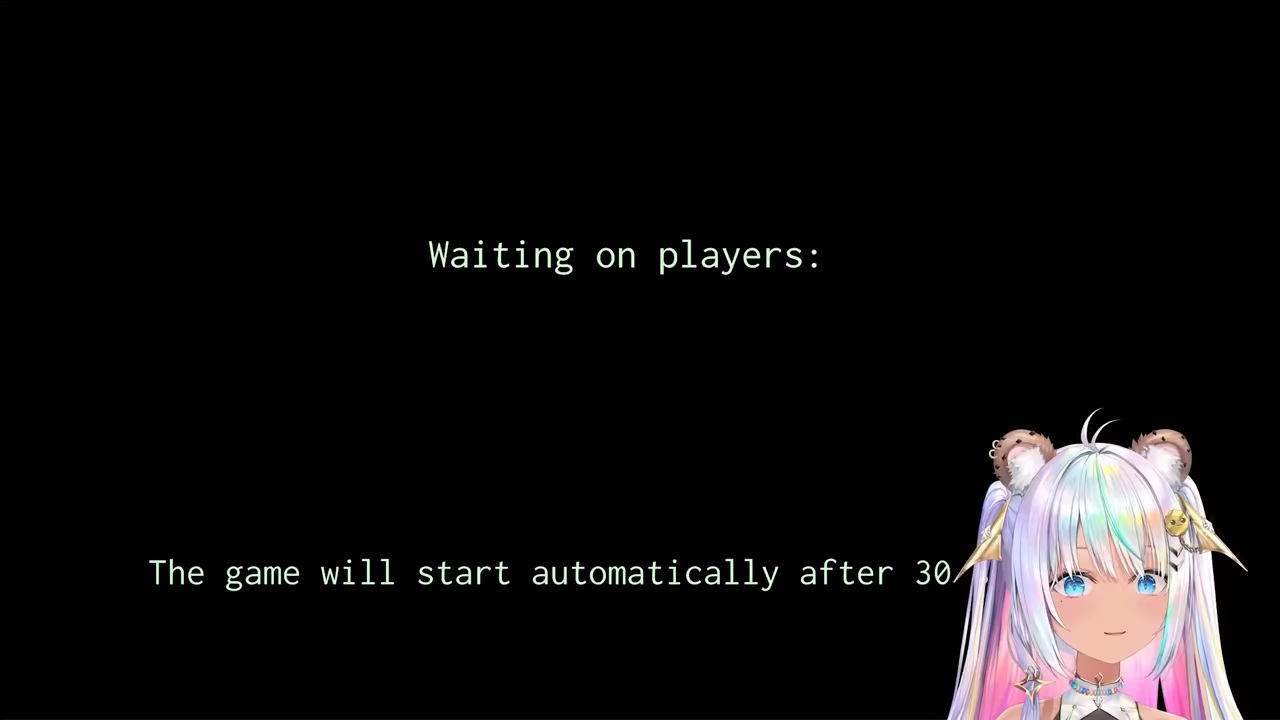 Waiting on players:
The game will start automatically after 30